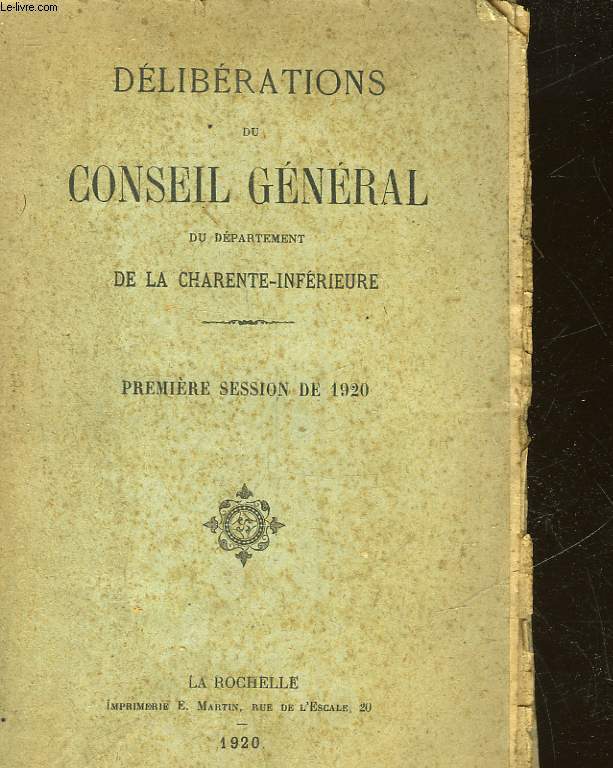 Le-livre.com
DÉLIBÉRATIONS
DU
CONSEIL GÉNÉRAL
DU DÉPARTEMENT
DE LA CHARENTE-INFÉRIEURE
PREMIÈRE SESSION DE 1920
LA ROCHELLE
IMPRIMERIE E. MARTIN, RUE DE L'ESCALE, 20
1920